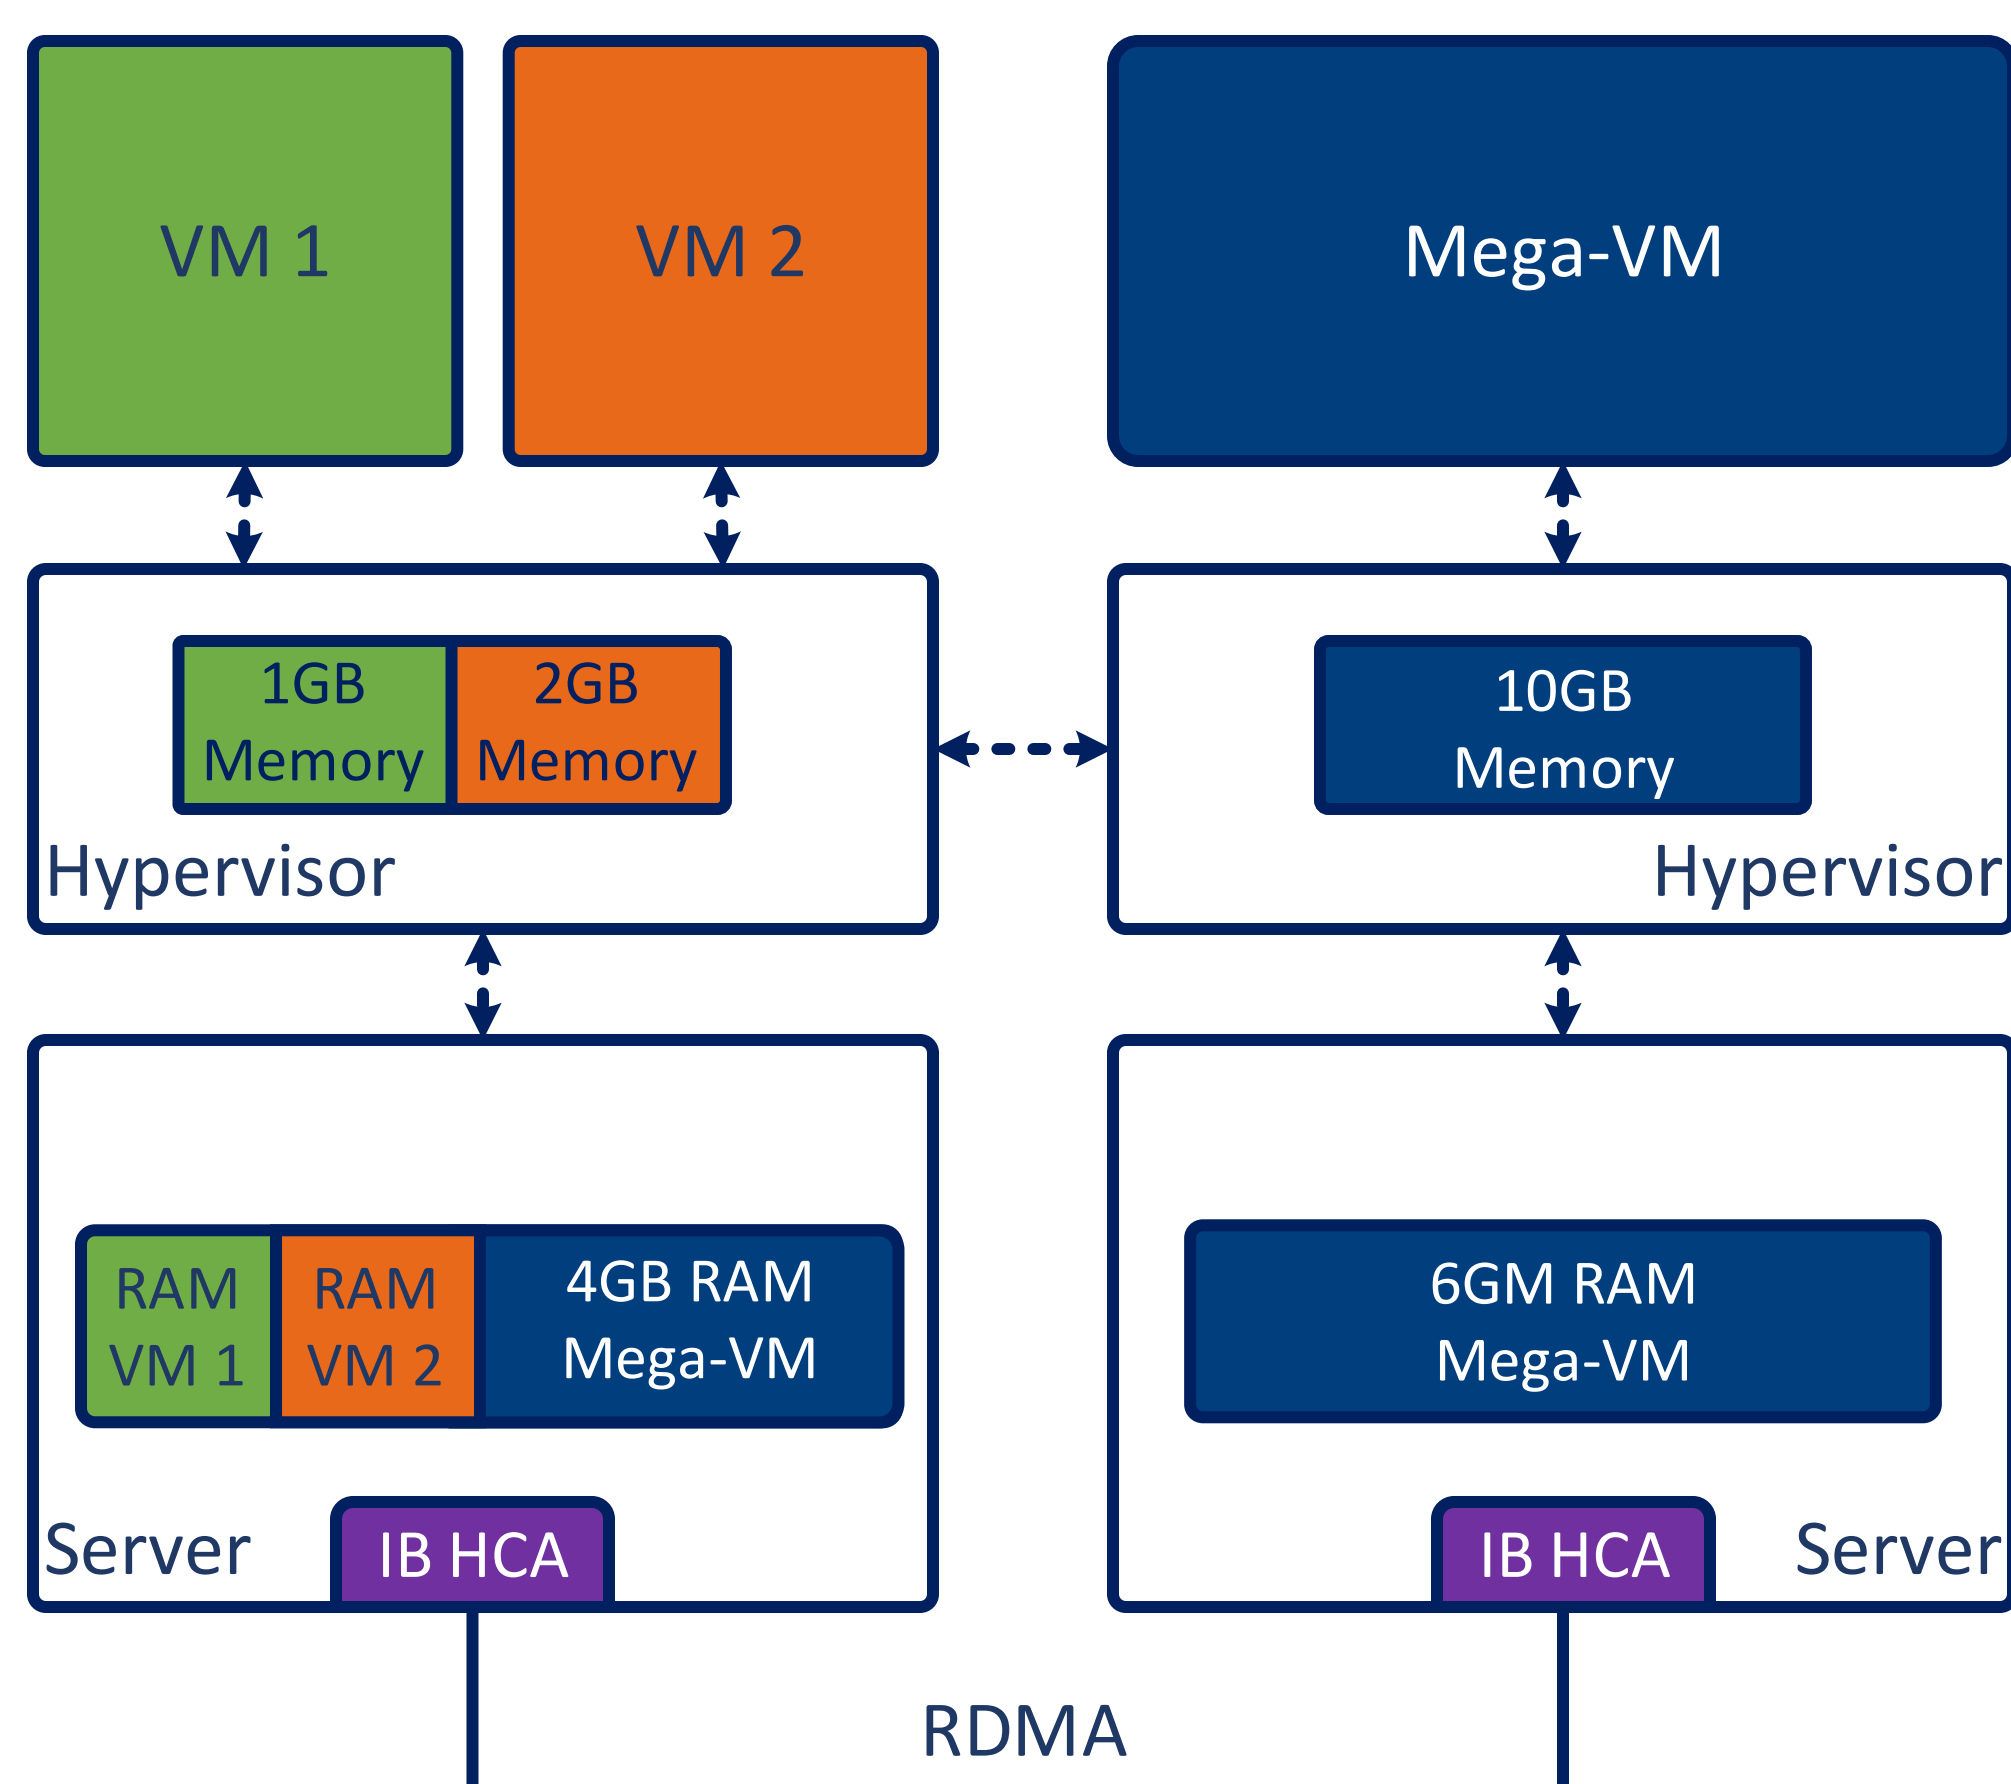 VM 1
VM 2
Mega-VM
1GB
Memory
2GB
Memory
10GB
Memory
Hypervisor
Hypervisor
RAM
VM 1
RAM
VM 2
4GB RAM
Mega-VM
6GM RAM
Mega-VM
Server
IB HCA
IB HCA
Server
RDMA